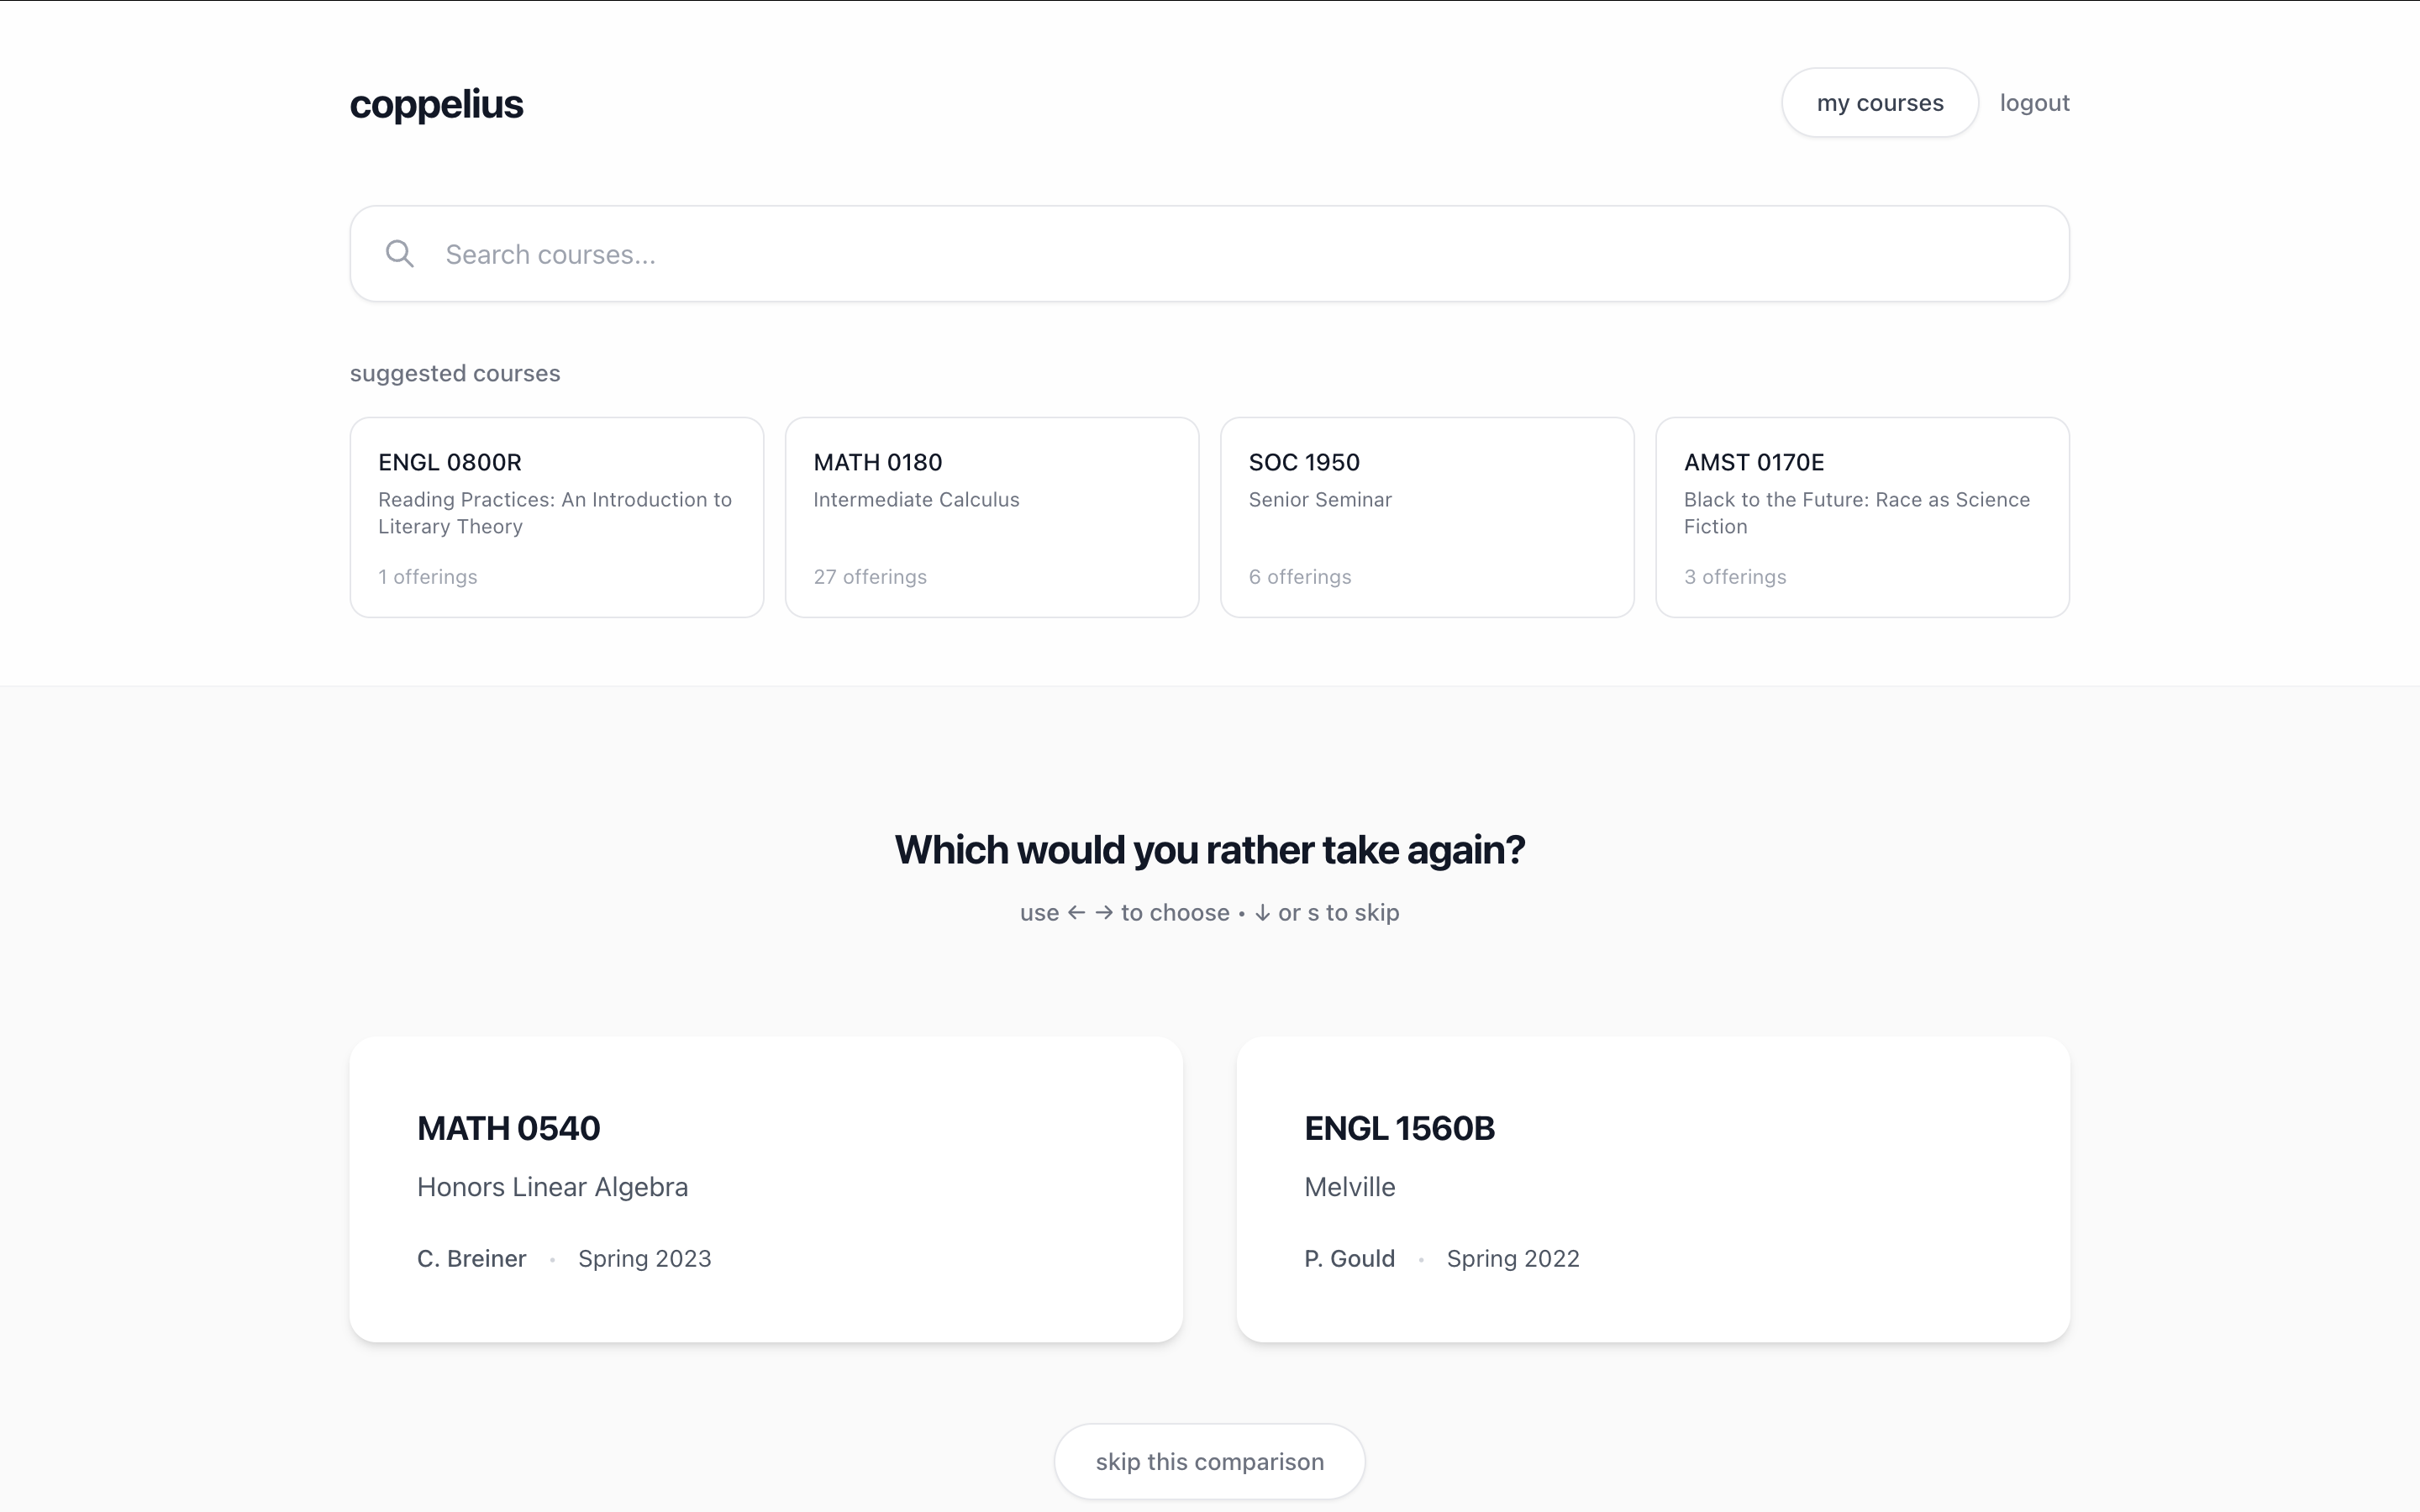 coppelius
my courses
logout
Search courses...
suggested courses
ENGL 0800R
Reading Practices: An Introduction to
Literary Theory
1 offerings
MATH 0180
Intermediate Calculus
27 offerings
SOC 1950
Senior Seminar
6 offerings
AMST 0170E
Black to the Future: Race as Science
Fiction
3 offerings
Which would you rather take again?
use ← → to choose • ↓ or s to skip
MATH 0540
Honors Linear Algebra
C. Breiner • Spring 2023
ENGL 1560B
Melville
P. Gould • Spring 2022
skip this comparison